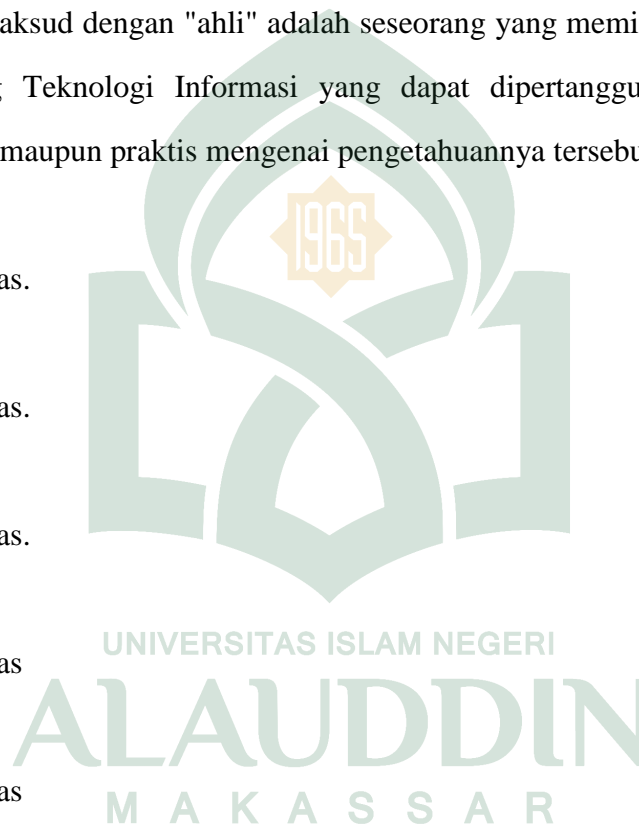 aksud dengan "ahli" adalah seseorang yang memi
Teknologi Informasi yang dapat dipertanggu
maupun praktis mengenai pengetahuannya tersebu
1965
as.
as.
as.
UNIVERSITAS ISLAM NEGERI
as
ALAUDDIN
as
MAKASSAR